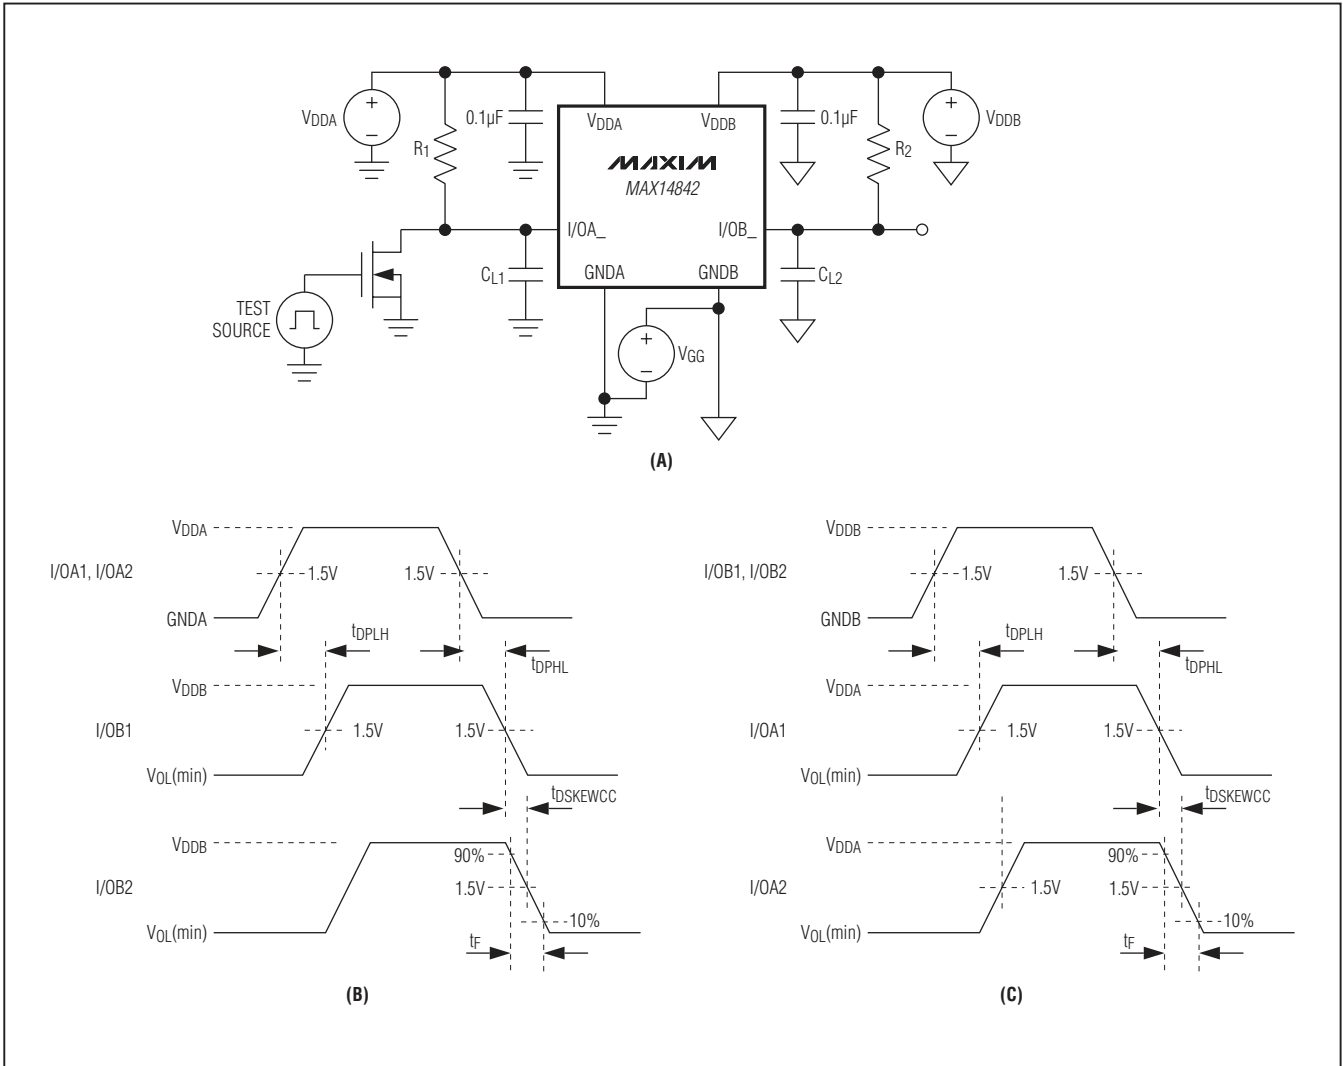 VDDA
0.1µF
R1
VDDA
VDDB
MAXIM
MAX14842
I/OA_
I/OB_
GNDA
GNDB
0.1µF
R2
VDDB
CL1
CL2
TEST
SOURCE
VGG
(A)
VDDA
I/OA1, I/OA2
1.5V
1.5V
GNDA
tDPLH
tDPHL
VDDB
I/OB1
1.5V
1.5V
VOL(min)
tDSKEWCC
VDDB
90%
I/OB2
1.5V
10%
VOL(min)
tF
(B)
VDDB
I/OB1, I/OB2
1.5V
1.5V
GNDB
tDPLH
tDPHL
VDDA
I/OA1
1.5V
1.5V
VOL(min)
tDSKEWCC
VDDA
90%
I/OA2
1.5V
1.5V
10%
VOL(min)
tF
(C)